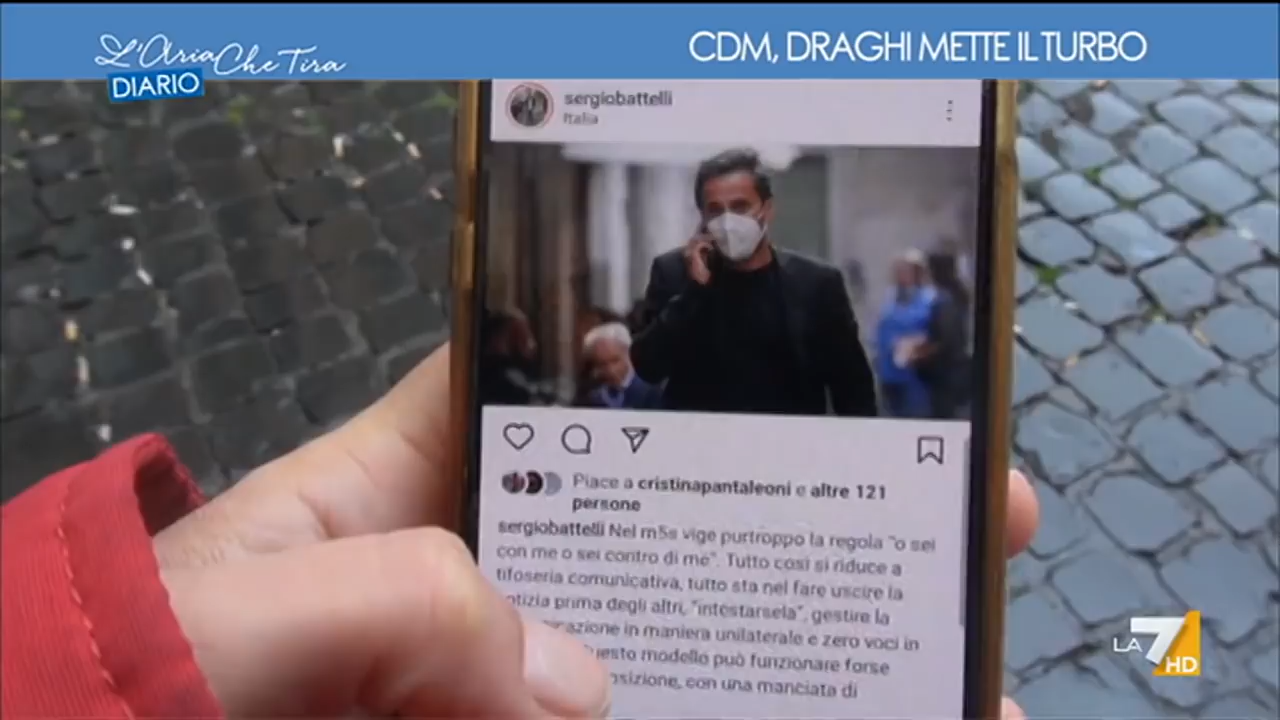 L'Aria Che Tira
DIARIO
CDM, DRAGHI METTE IL TURBO
sergiobattelli
Italia
Piace a cristinapantaleoni e altre 121
persone
sergiobattelli Nel m5s vige purtroppo la regola "o sei
con me o sei contro di me". Tutto così si riduce a
tifoseria comunicativa, tutto sta nel fare uscire la
prima degli altri, "intestarsela", gestire la
in maniera unilaterale e zero voci in
modello può funzionare forse
con una manciata di
LA 7 HD